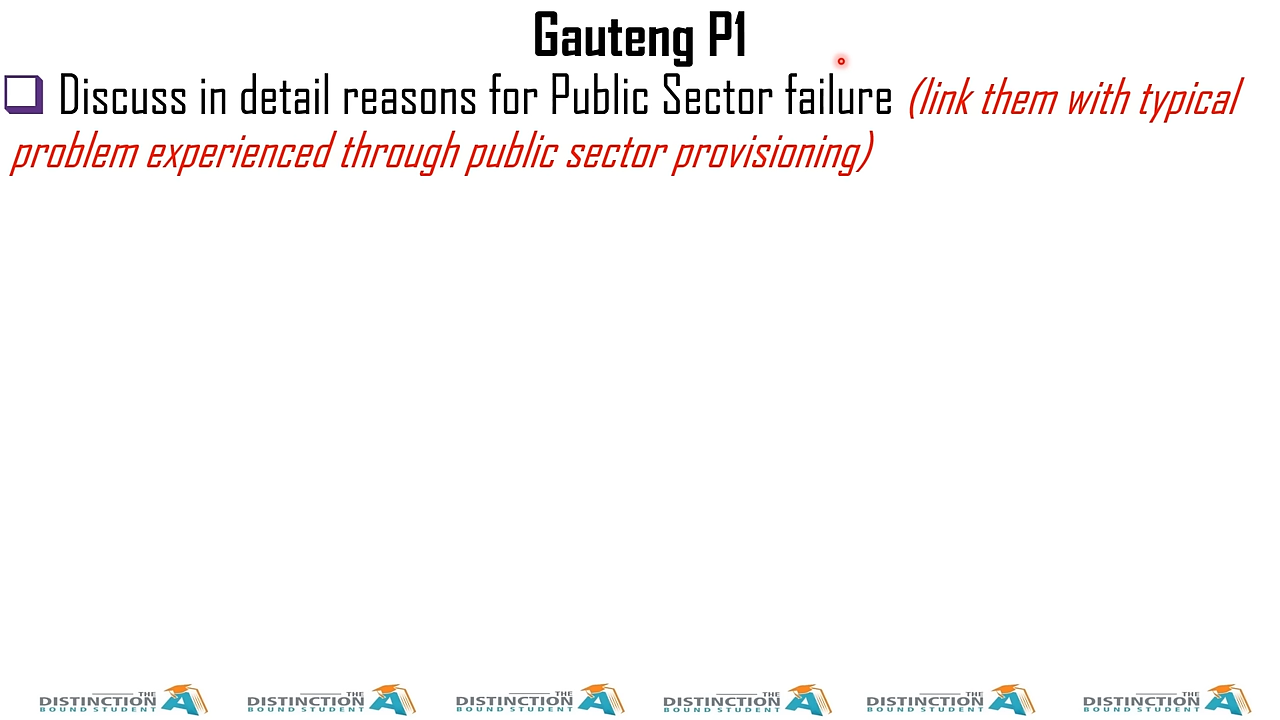 Gauteng P1
Discuss in detail reasons for Public Sector failure (link them with typical
problem experienced through public sector provisioning)
THE
DISTINCTION
BOUND STUDENT
THE
DISTINCTION
BOUND STUDENT
THE
DISTINCTION
BOUND STUDENT
THE
DISTINCTION
BOUND STUDENT
THE
DISTINCTION
BOUND STUDENT
THE
DISTINCTION
BOUND STUDENT